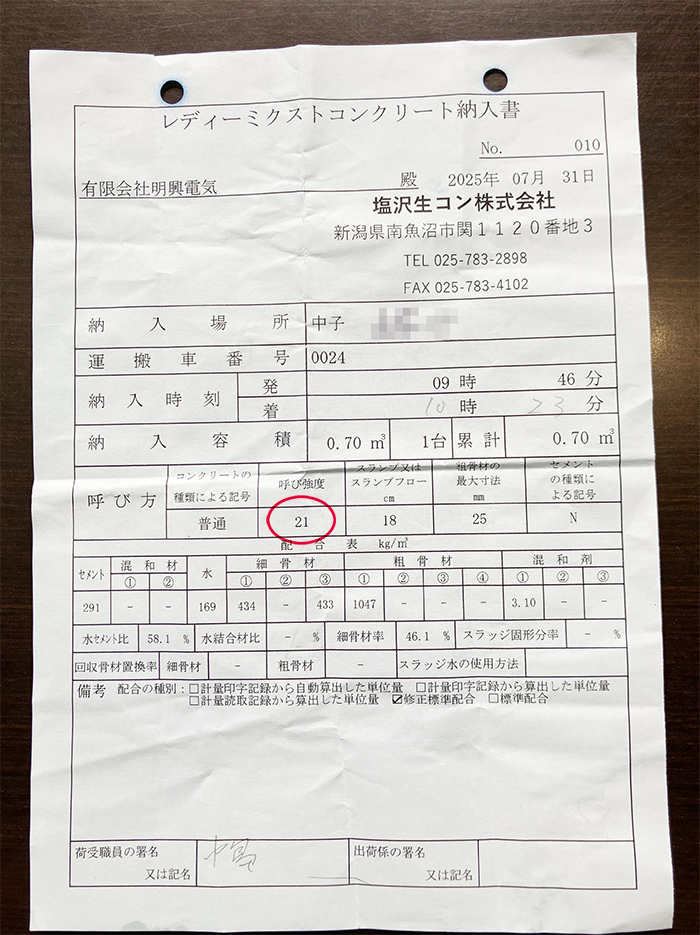 レディーミクストコンクリート納入書
No. 010
有限会社明興電気 殿 2025年 07月 31日
塩沢生コン株式会社
新潟県南魚沼市関1120番地3
TEL 025-783-2898
FAX 025-783-4102
納入場所 中子
運搬車番号 0024
納入時刻 発 09時 46分
着 10時 23分
納入容積 0.70 m³ 1台 累計 0.70 m³
呼び方 コンクリートの種類による記号 呼び強度 スランプ又はスランプフロー cm 粗骨材の最大寸法 mm セメントの種類による記号
普通 21 18 25 N
配合表 kg/m³
セメント 混和材 水 細骨材 粗骨材 混和剤
① ② ① ② ③ ① ② ③ ④ ① ② ③
291 - - 169 434 - 433 1047 - - - 3.10 - -
水セメント比 58.1 % 水結合材比 - % 細骨材率 46.1 % スラッジ固形分率 - %
回収骨材置換率 細骨材 - 粗骨材 - スラッジ水の使用方法 -
備考 配合の種別：□計量印字記録から自動算出した単位量 □計量印字記録から算出した単位量
□計量読取記録から算出した単位量 ☑修正標準配合 □標準配合
荷受職員の署名 出荷係の署名
又は記名 又は記名